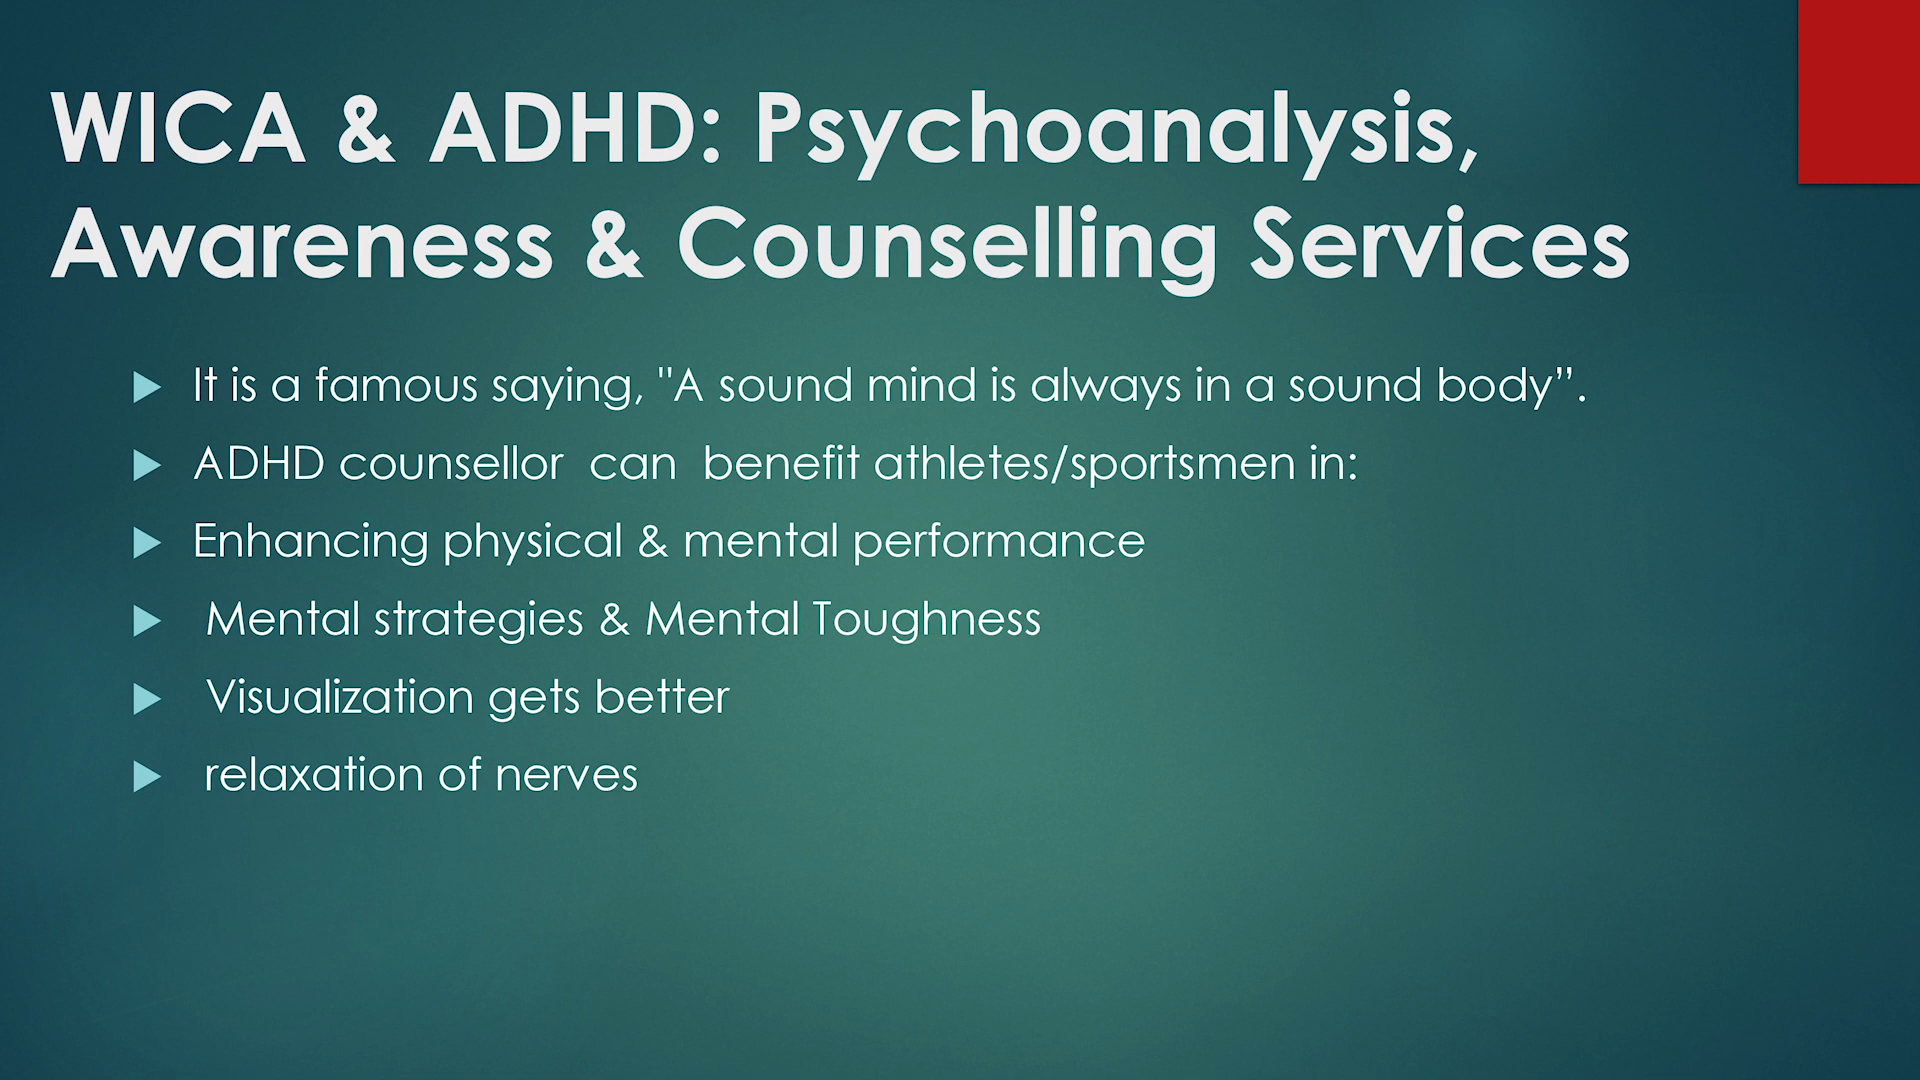 WICA & ADHD: Psychoanalysis,
Awareness & Counselling Services
It is a famous saying, "A sound mind is always in a sound body”.
ADHD counsellor  can  benefit athletes/sportsmen in:
Enhancing physical & mental performance
Mental strategies & Mental Toughness
Visualization gets better
relaxation of nerves